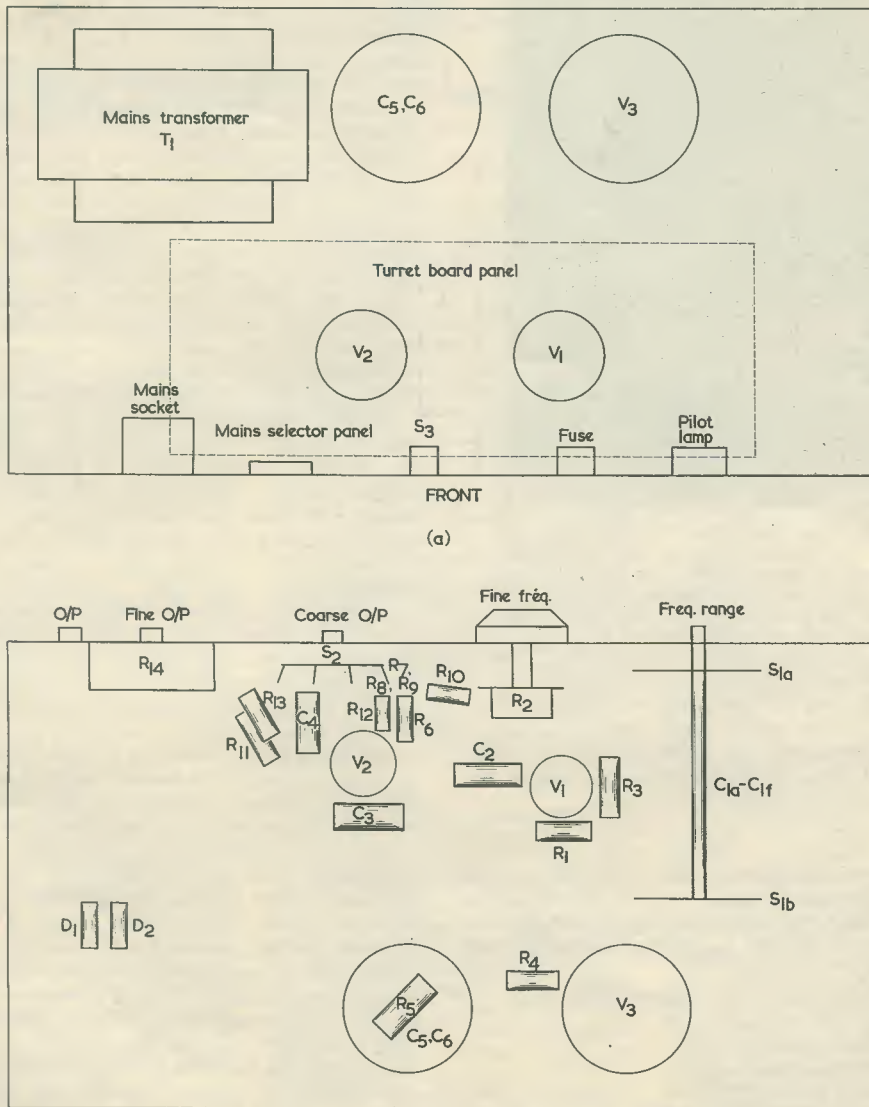 Mains transformer
T1
C5,C6
V3
Turret board panel
V2
V1
Mains
socket
Mains selector panel
S3
Fuse
Pilot
lamp
FRONT
(a)
O/P
Fine O/P
Coarse O/P
Fine fréq.
Freq. range
R14
S2
R7,
R8, R9
R10
R2
S1a
R13
R11
C4
R12
R6
V2
C2
V1
R3
C1a-C1f
C3
R1
S1b
D1
D2
R4
R5
C5,C6
V3